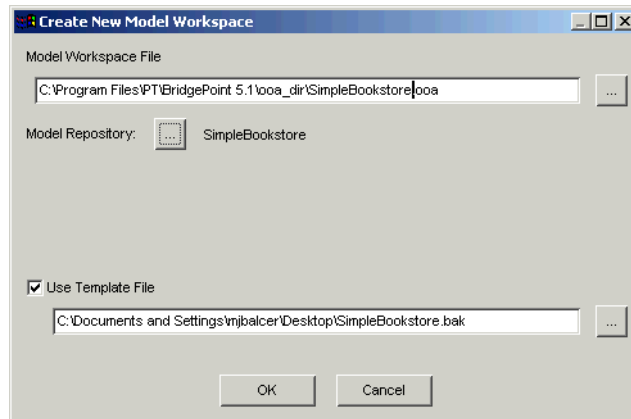 Create New Model Workspace
Model Workspace File
C:\Program Files\PT\BridgePoint 5.1\ooa_dir\SimpleBookstore.ooa
...
Model Repository: ... SimpleBookstore
Use Template File
C:\Documents and Settings\mjbalcer\Desktop\SimpleBookstore.bak
...
OK Cancel